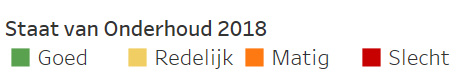 Staat van Onderhoud 2018
Goed Redelijk Matig Slecht